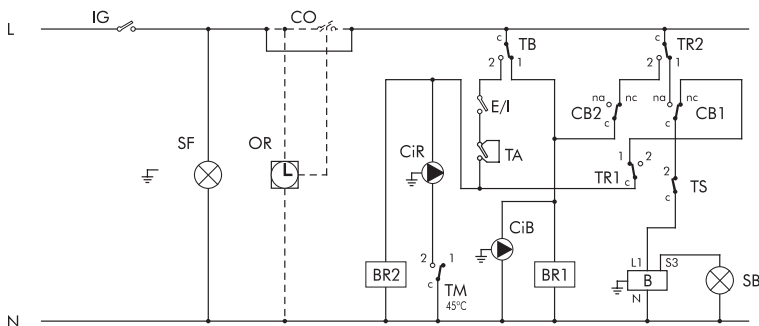 IG CO
L
c TB c TR2
2 1 2 1
na nc na nc
E/I
CB2 c c CB1
SF OR CiR TA 1 2
TR1 c 2 TS
c
CiB
2 1 L1 S3
BR2 c TM BR1 B SB
45°C N
N